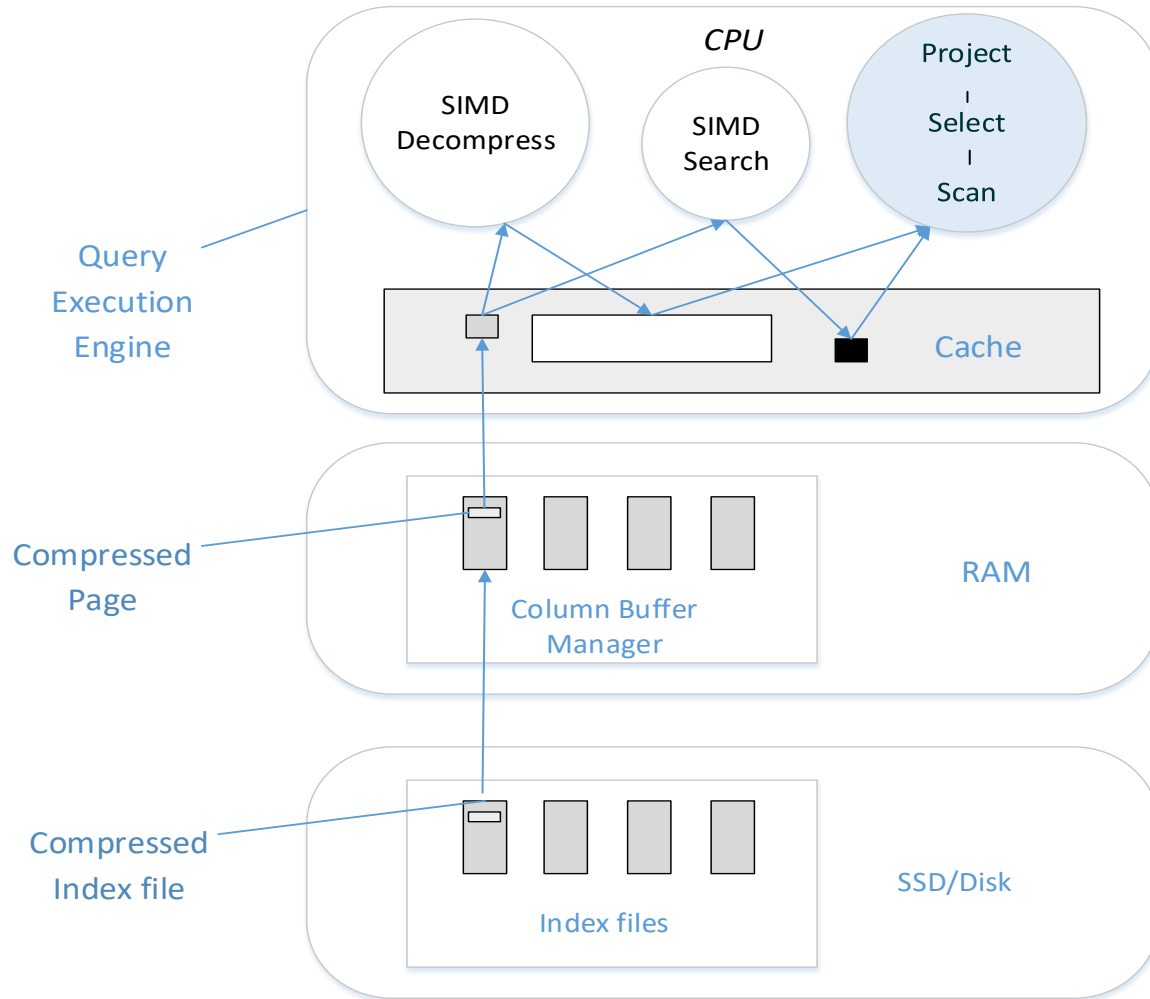 CPU
SIMD
Decompress
SIMD
Search
Project
Select
Scan
Query
Execution
Engine
Cache
Compressed
Page
Column Buffer
Manager
RAM
Compressed
Index file
Index files
SSD/Disk